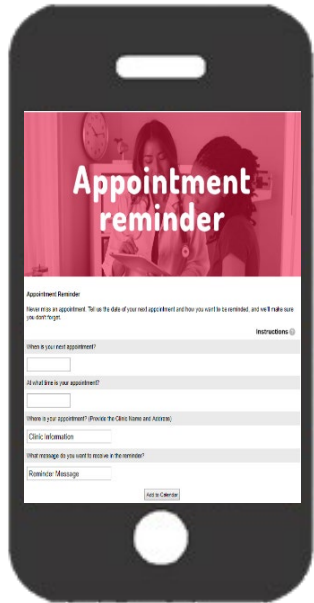 Appointment
reminder
Appointment Reminder
Never miss an appointment. Tell us the date of your next appointment and how you want to be reminded, and we'll make sure
you don't forget.
Instructions
When is your next appointment?
At what time is your appointment?
Where is your appointment? (Provide the Clinic Name and Address)
Clinic Information
What message do you want to receive in the reminder?
Reminder Message
Add to Calendar